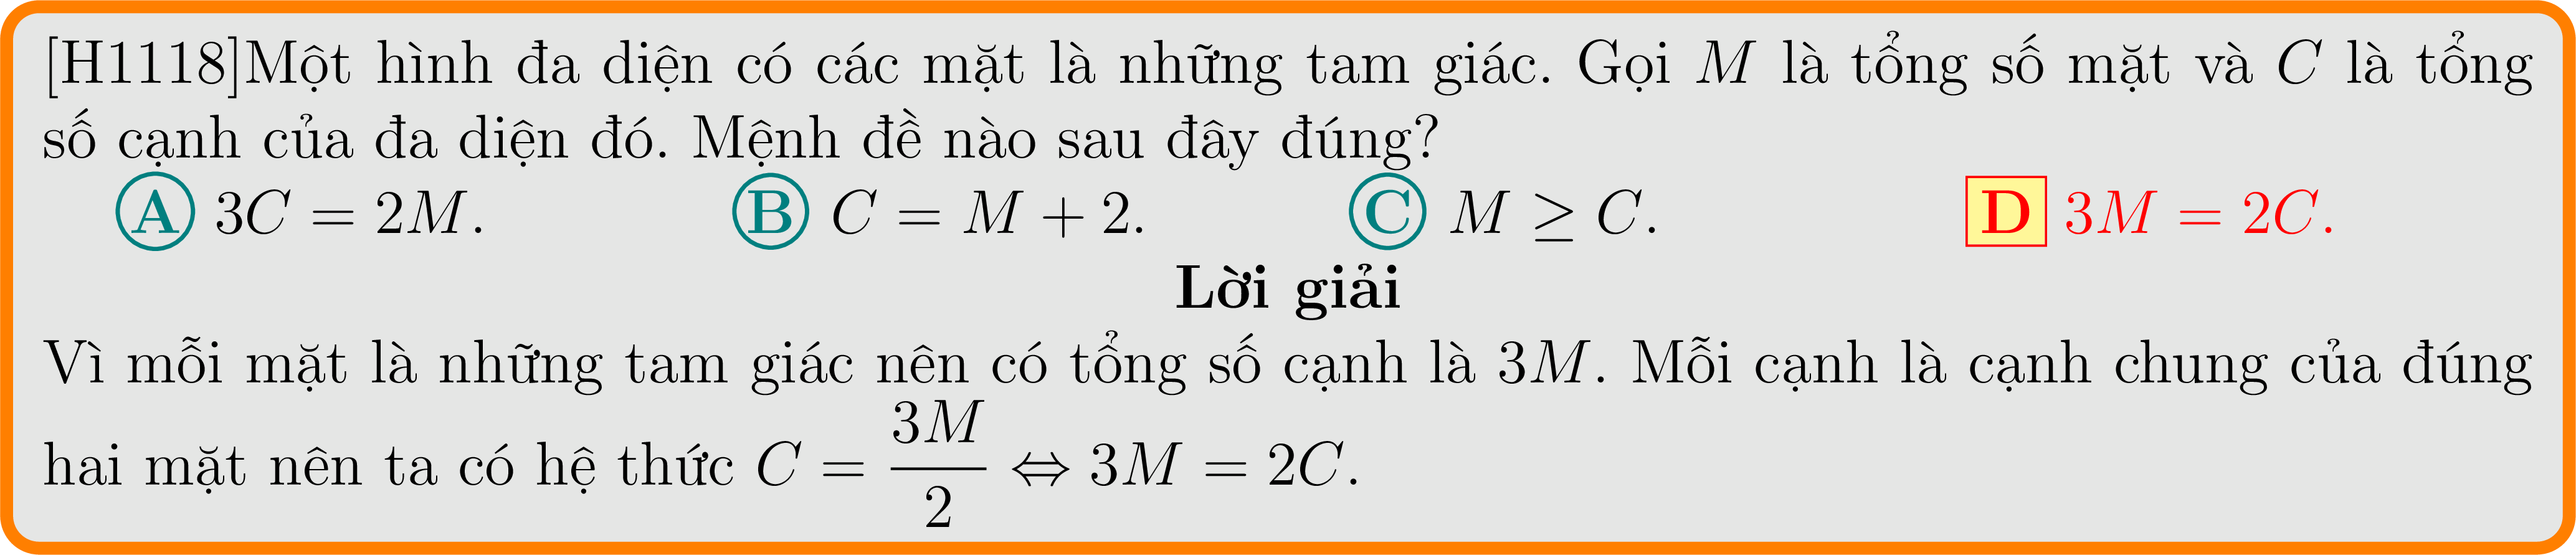 [H1118]Một hình đa diện có các mặt là những tam giác. Gọi M là tổng số mặt và C là tổng
số cạnh của đa diện đó. Mệnh đề nào sau đây đúng?
A 3C = 2M. B C = M + 2. C M ≥ C. D 3M = 2C.
Lời giải
Vì mỗi mặt là những tam giác nên có tổng số cạnh là 3M. Mỗi cạnh là cạnh chung của đúng
hai mặt nên ta có hệ thức C = \frac{3M}{2} ⇔ 3M = 2C.